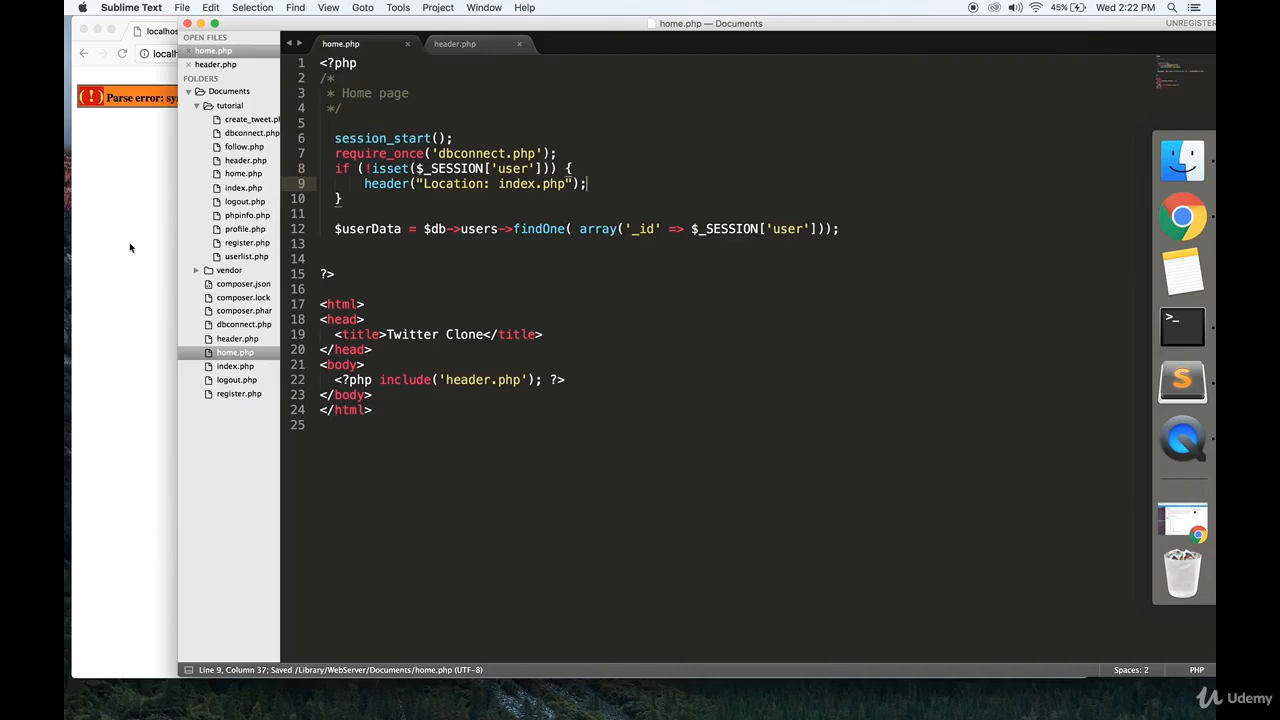 Sublime Text File Edit Selection Find View Goto Tools Project Window Help 45% Wed 2:22 PM
home.php — Documents
UNREGISTER
localhos
localh
Parse error: syn
OPEN FILES
home.php
header.php
FOLDERS
Documents
tutorial
create_tweet.pl
dbconnect.php
follow.php
header.php
home.php
index.php
logout.php
phpinfo.php
profile.php
register.php
userlist.php
vendor
composer.json
composer.lock
composer.phar
dbconnect.php
header.php
home.php
index.php
logout.php
register.php
home.php header.php
1 <?php
2 /*
3 * Home page
4 */
5
6 session_start();
7 require_once('dbconnect.php');
8 if (!isset($_SESSION['user'])) {
9 header("Location: index.php");
10 }
11
12 $userData = $db->users->findOne( array('_id' => $_SESSION['user']));
13
14
15 ?>
16
17 <html>
18 <head>
19 <title>Twitter Clone</title>
20 </head>
21 <body>
22 <?php include('header.php'); ?>
23 </body>
24 </html>
25
Line 9, Column 37; Saved /Library/WebServer/Documents/home.php (UTF-8) Spaces: 2 PHP
Udemy